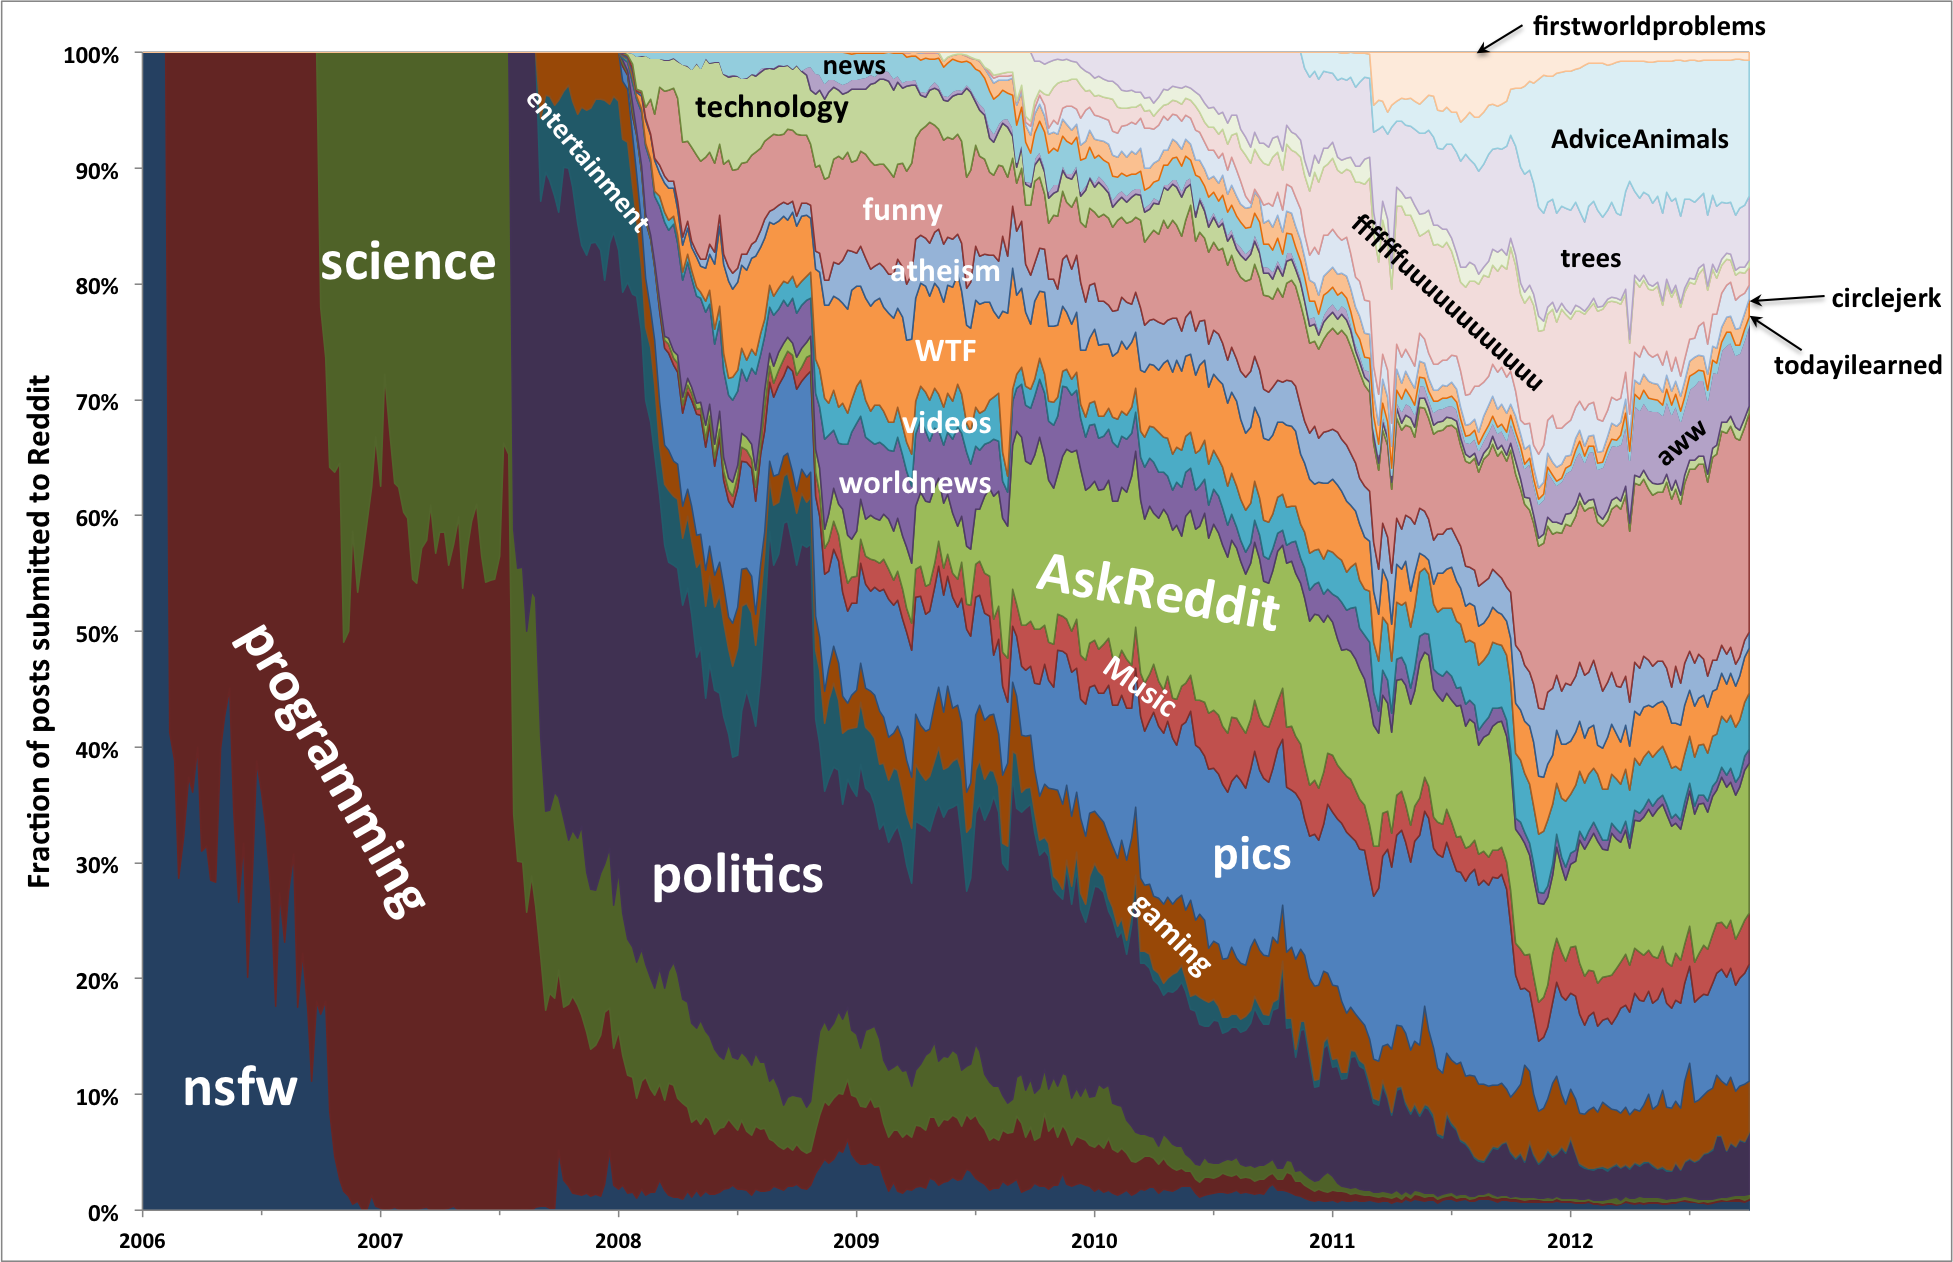 firstworldproblems
100%
news
technology
AdviceAnimals
entertainment
90%
funny
ffffffffuuuuuuuuuuuu
science
trees
80%
atheism
circlejerk
WTF
todayilearned
70%
videos
aww
worldnews
60%
Fraction of posts submitted to Reddit
AskReddit
50%
programming
Music
40%
pics
politics
30%
gaming
20%
nsfw
10%
0%
2006
2007
2008
2009
2010
2011
2012